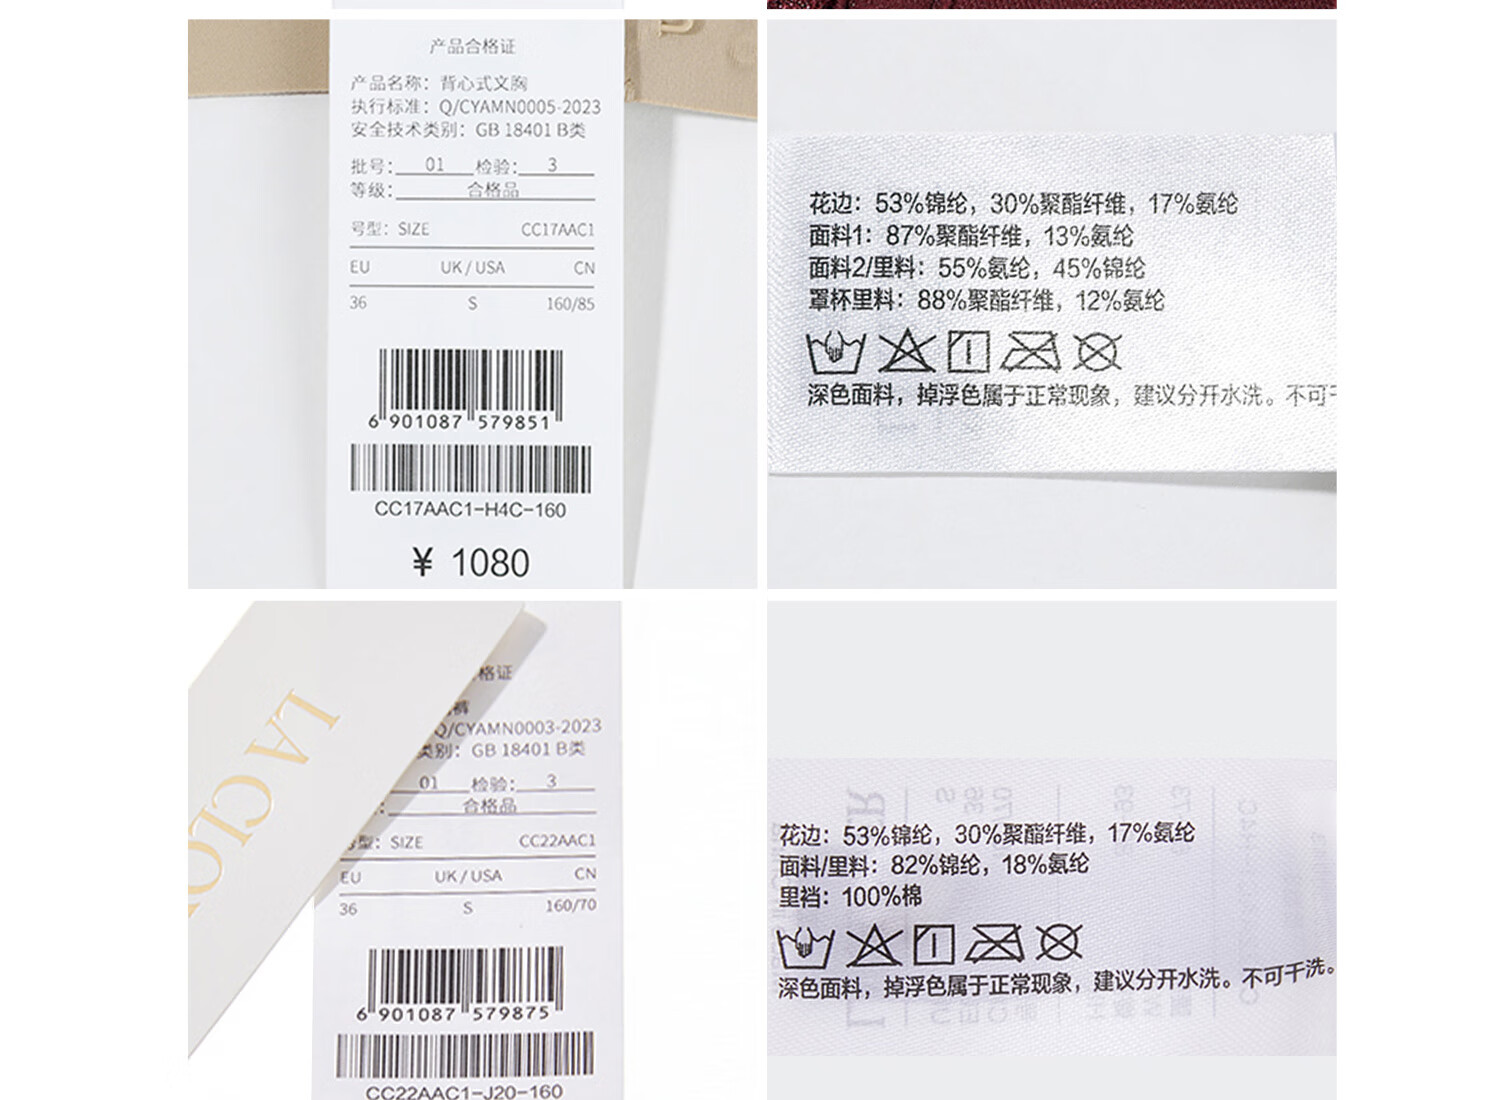 产品合格证
产品名称：背心式文胸
执行标准：Q/CYAMN0005-2023
安全技术类别：GB 18401 B类
批号：01 检验：3
等级：合格品
号型：SIZE CC17AAC1
EU UK / USA CN
36 S 160/85
6 901087 579851
CC17AAC1-H4C-160
¥ 1080
花边：53%锦纶，30%聚酯纤维，17%氨纶
面料1：87%聚酯纤维，13%氨纶
面料2/里料：55%氨纶，45%锦纶
罩杯里料：88%聚酯纤维，12%氨纶
深色面料，掉浮色属于正常现象，建议分开水洗。不可干
LA CLO
格证
裤
Q/CYAMN0003-2023
类别：GB 18401 B类
01 检验：3
：合格品
号型：SIZE CC22AAC1
EU UK / USA CN
36 S 160/70
6 901087 579875
CC22AAC1-J20-160
花边：53%锦纶，30%聚酯纤维，17%氨纶
面料/里料：82%锦纶，18%氨纶
里裆：100%棉
深色面料，掉浮色属于正常现象，建议分开水洗。不可干洗。